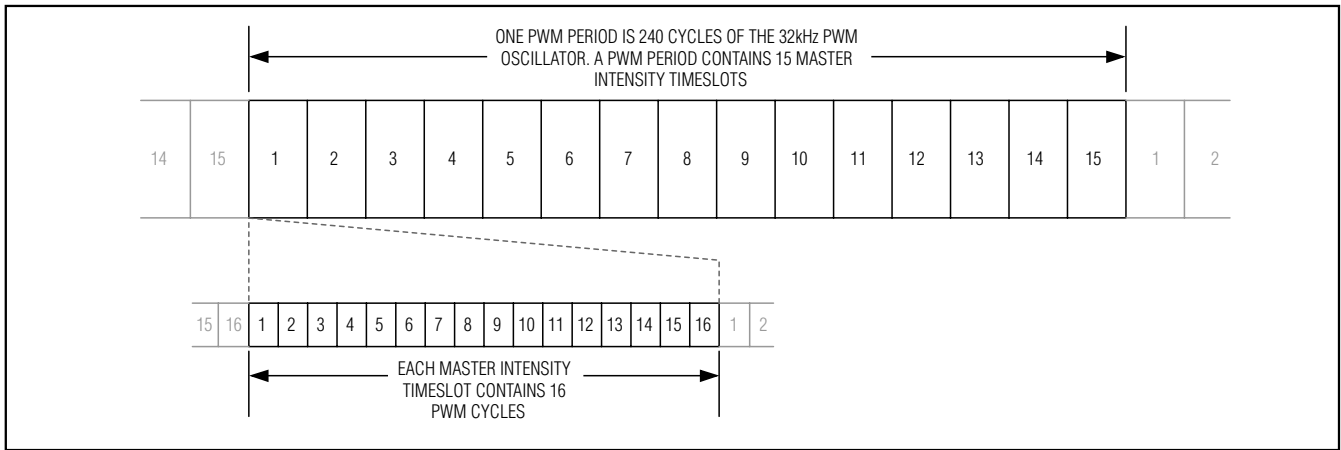 ONE PWM PERIOD IS 240 CYCLES OF THE 32kHz PWM
OSCILLATOR. A PWM PERIOD CONTAINS 15 MASTER
INTENSITY TIMESLOTS
14 15 1 2 3 4 5 6 7 8 9 10 11 12 13 14 15 1 2
15 16 1 2 3 4 5 6 7 8 9 10 11 12 13 14 15 16 1 2
EACH MASTER INTENSITY
TIMESLOT CONTAINS 16
PWM CYCLES